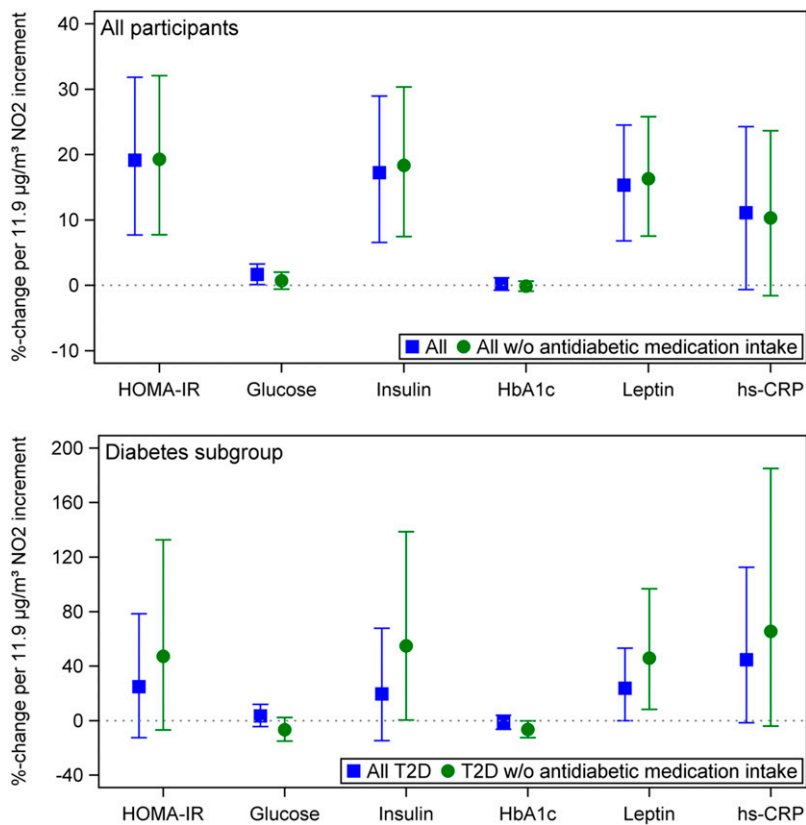 All participants
%-change per 11.9 µg/m³ NO2 increment
40
30
20
10
0
-10
All All w/o antidiabetic medication intake
HOMA-IR Glucose Insulin HbA1c Leptin hs-CRP
Diabetes subgroup
%-change per 11.9 µg/m³ NO2 increment
200
160
120
80
40
0
-40
All T2D T2D w/o antidiabetic medication intake
HOMA-IR Glucose Insulin HbA1c Leptin hs-CRP